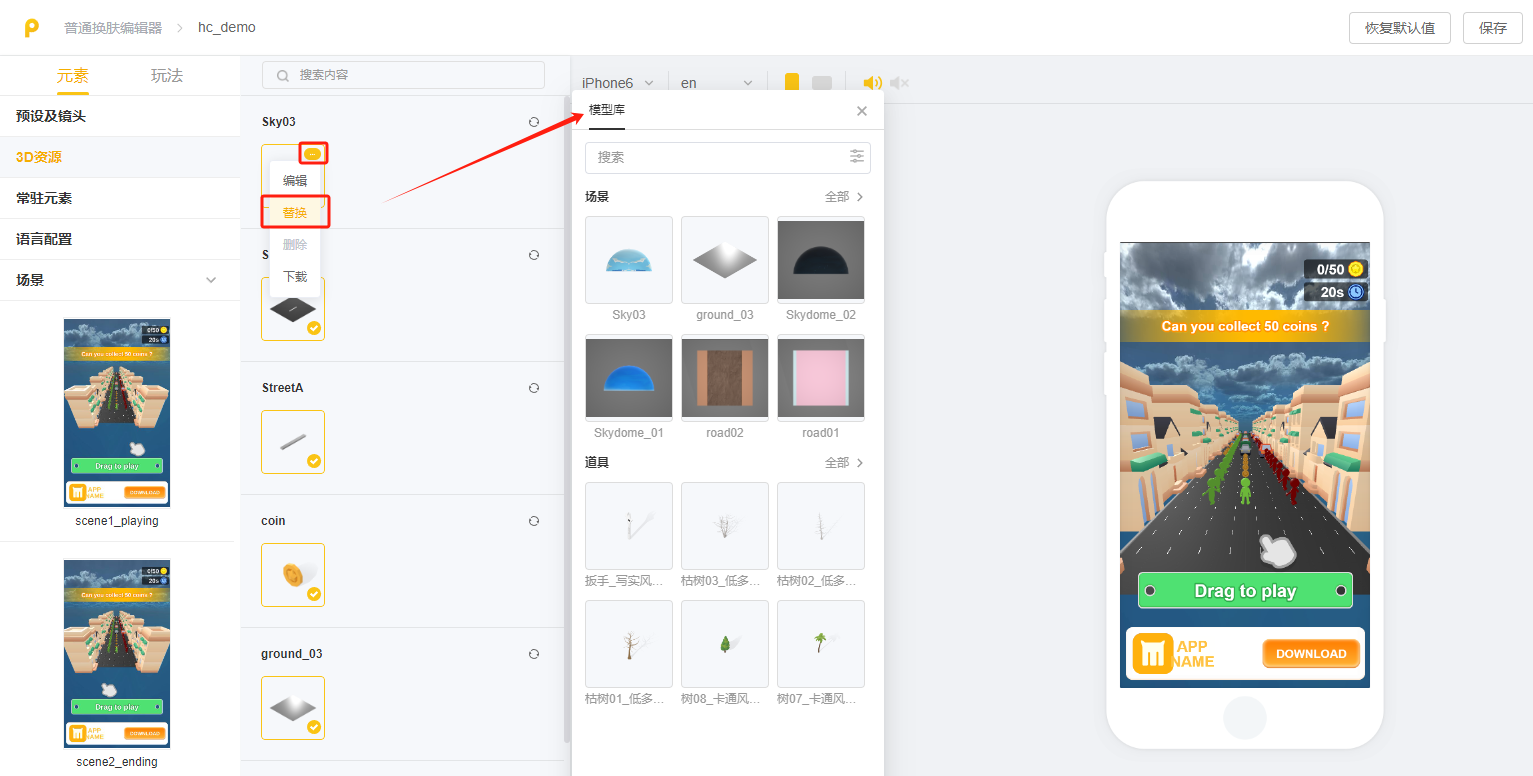 普通换肤编辑器 > hc_demo
恢复默认值
保存
元素
玩法
预设及镜头
3D资源
常驻元素
语言配置
场景
0/50
20s
Can you collect 50 coins ?
Drag to play
APP
NAME
DOWNLOAD
scene1_playing
0/50
20s
Can you collect 50 coins ?
Drag to play
APP
NAME
DOWNLOAD
scene2_ending
搜索内容
Sky03
编辑
替换
删除
下载
S
StreetA
coin
ground_03
iPhone6
en
模型库
搜索
场景
全部 >
Sky03
ground_03
Skydome_02
Skydome_01
road02
road01
道具
全部 >
扳手_写实风...
枯树03_低多...
枯树02_低多...
枯树01_低多...
树08_卡通风...
树07_卡通风...
0/50
20s
Can you collect 50 coins ?
Drag to play
APP
NAME
DOWNLOAD